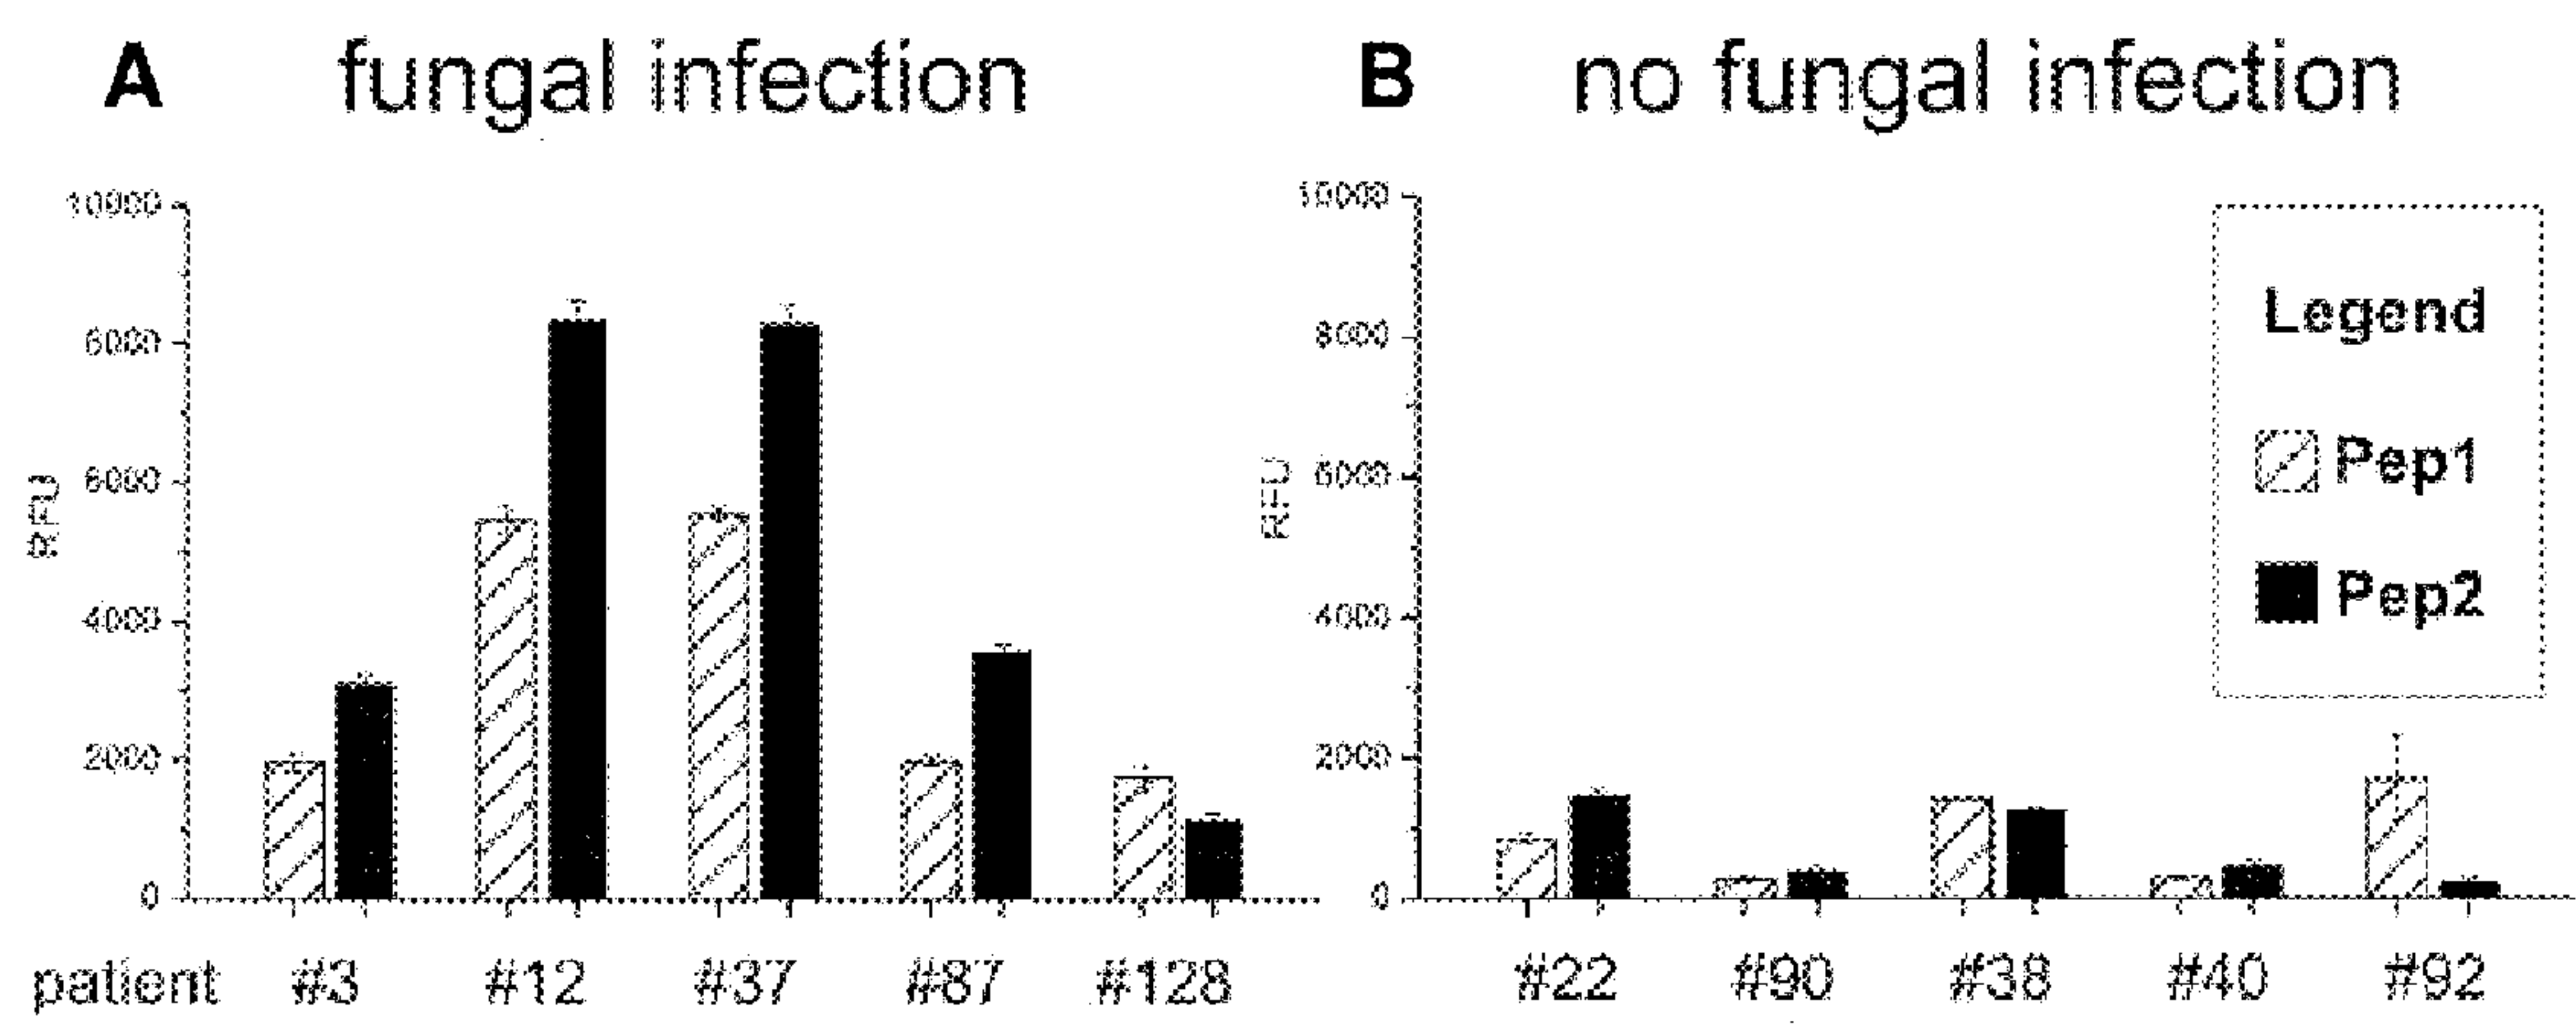 A fungal infection
B no fungal infection
10000
8000
6000
4000
2000
0
RFU
patient #3 #12 #37 #87 #128
10000
8000
6000
4000
2000
0
RFU
#22 #90 #38 #40 #92
Legend
Pep1
Pep2